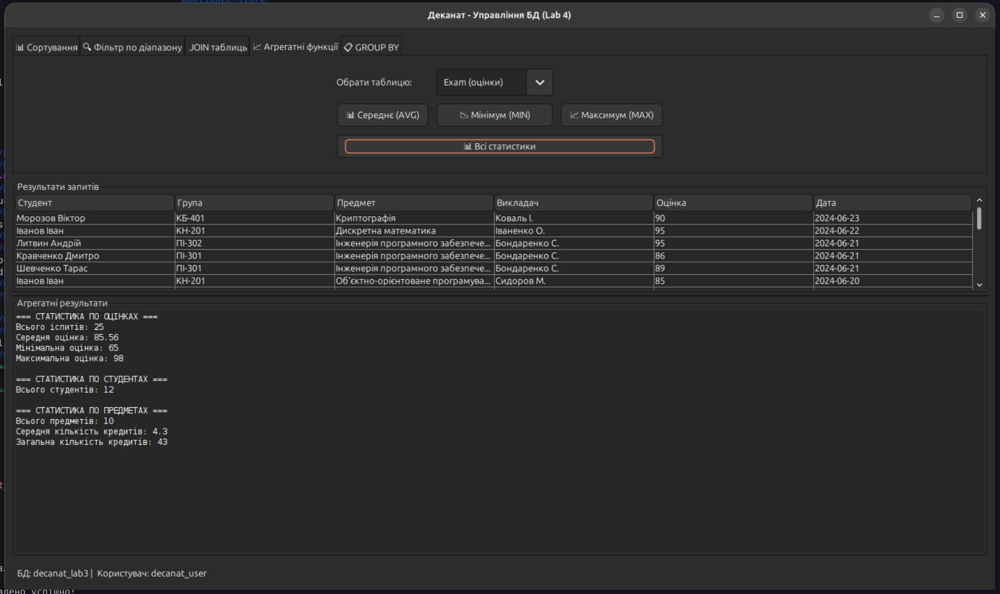 appliance-store
Деканат - Управління БД (Lab 4)
Сортування Фільтр по діапазону JOIN таблиць Агрегатні функції GROUP BY
Обрати таблицю: Exam (оцінки)
Середнє (AVG) Мінімум (MIN) Максимум (MAX)
Всі статистики
Результати запитів
Студент Група Предмет Викладач Оцінка Дата
Морозов Віктор КБ-401 Криптографія Коваль І. 90 2024-06-23
Іванов Іван КН-201 Дискретна математика Іваненко О. 95 2024-06-22
Литвин Андрій ПІ-302 Інженерія програмного забезпече... Бондаренко С. 95 2024-06-21
Кравченко Дмитро ПІ-301 Інженерія програмного забезпече... Бондаренко С. 86 2024-06-21
Шевченко Тарас ПІ-301 Інженерія програмного забезпече... Бондаренко С. 89 2024-06-21
Іванов Іван КН-201 Об'єктно-орієнтоване програмува... Сидоров М. 85 2024-06-20
Агрегатні результати
=== СТАТИСТИКА ПО ОЦІНКАХ ===
Всього іспитів: 25
Середня оцінка: 85.56
Мінімальна оцінка: 65
Максимальна оцінка: 98
=== СТАТИСТИКА ПО СТУДЕНТАХ ===
Всього студентів: 12
=== СТАТИСТИКА ПО ПРЕДМЕТАХ ===
Всього предметів: 10
Середня кількість кредитів: 4.3
Загальна кількість кредитів: 43
БД: decanat_lab3 | Користувач: decanat_user
влено успішно!